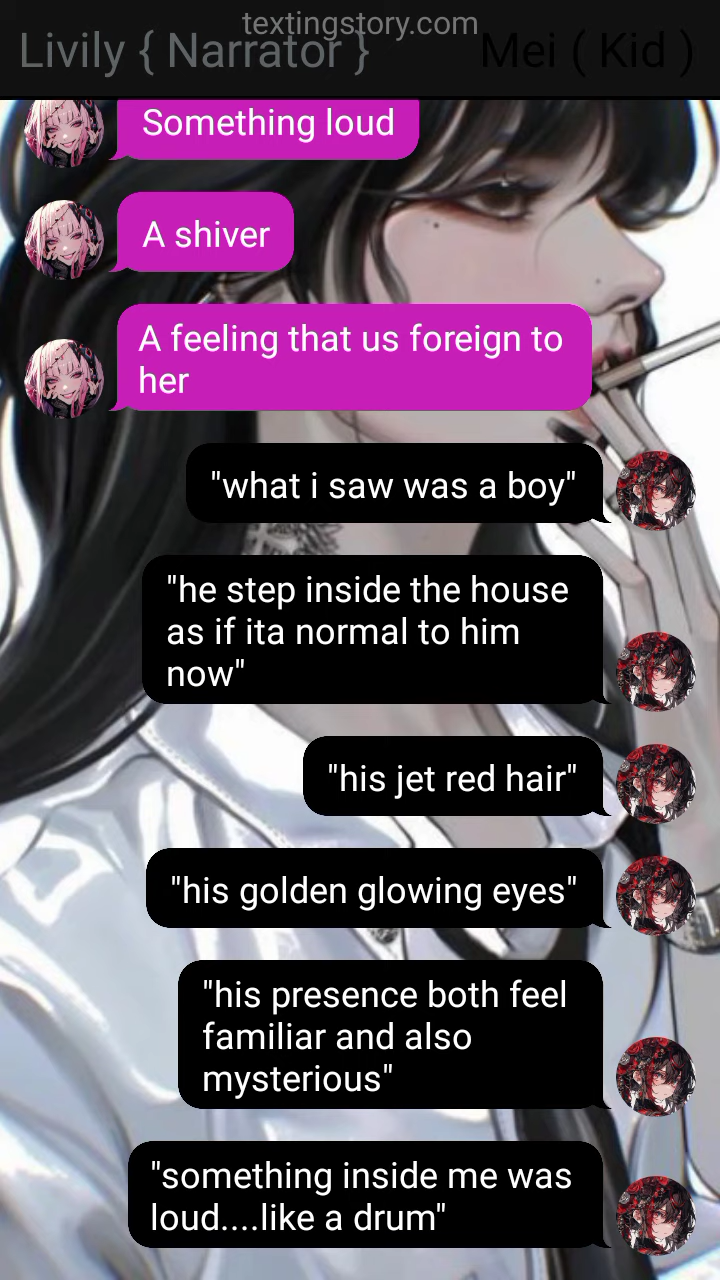 textingstory.com
Livily { Narrator }
Mei ( Kid )
Something loud
A shiver
A feeling that us foreign to
her
"what i saw was a boy"
"he step inside the house
as if ita normal to him
now"
"his jet red hair"
"his golden glowing eyes"
"his presence both feel
familiar and also
mysterious"
"something inside me was
loud....like a drum"